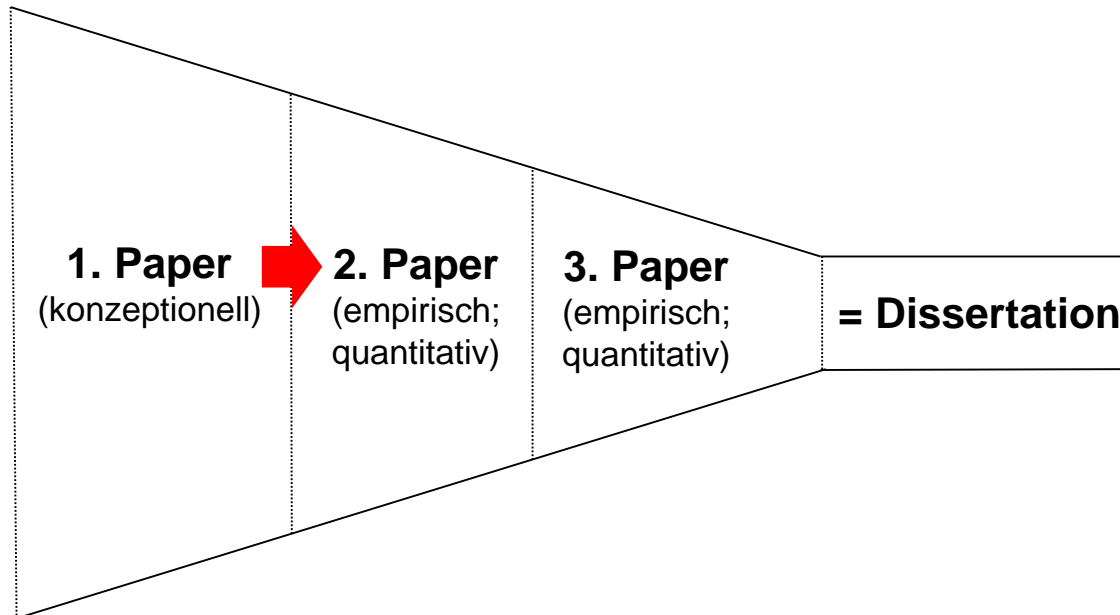 1. Paper
(konzeptionell)
2. Paper
(empirisch;
quantitativ)
3. Paper
(empirisch;
quantitativ)
= Dissertation